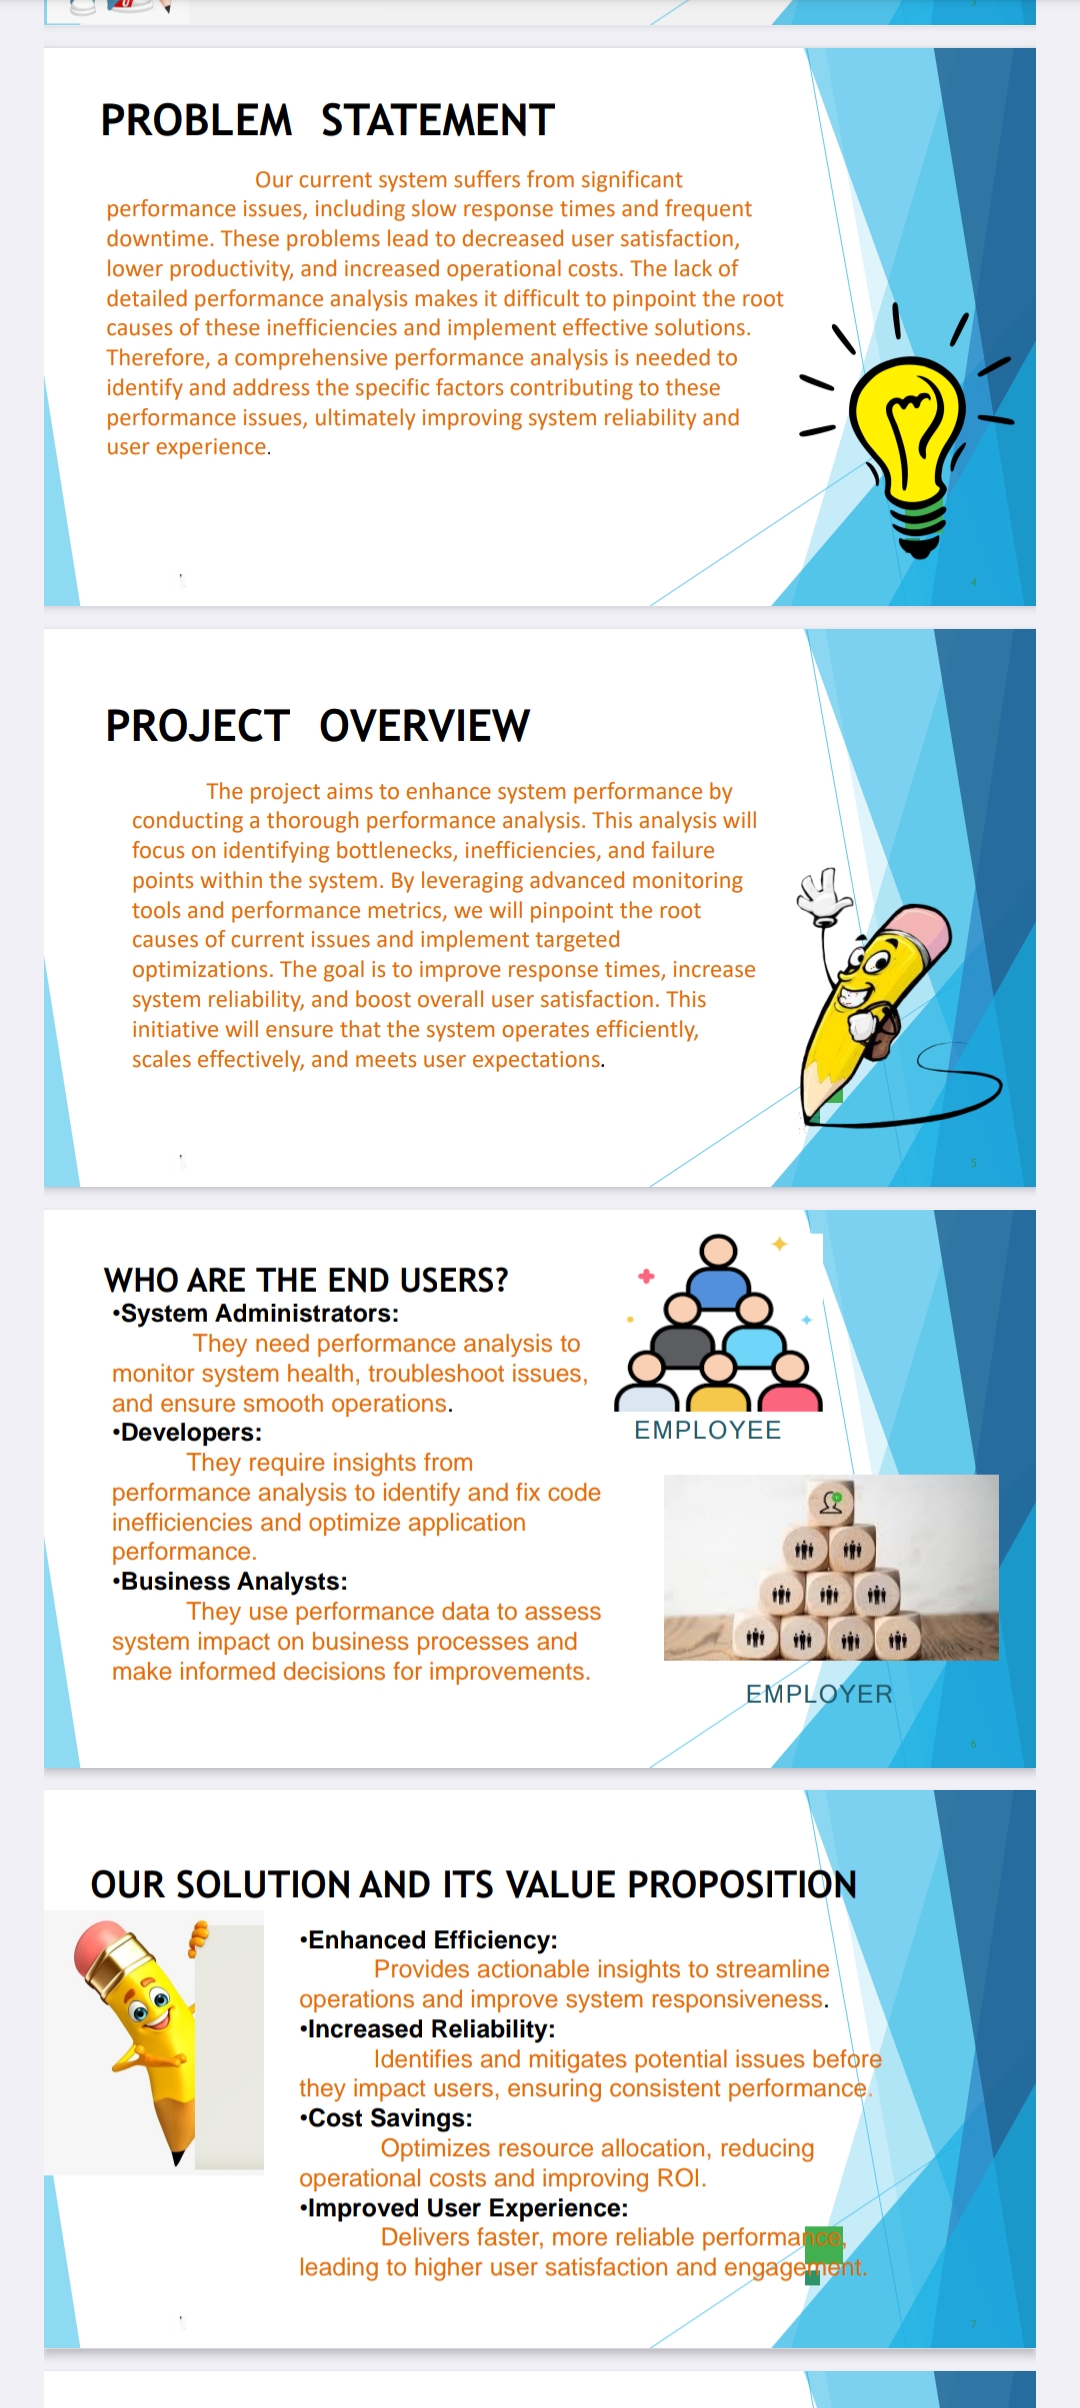 3
PROBLEM STATEMENT
Our current system suffers from significant
performance issues, including slow response times and frequent
downtime. These problems lead to decreased user satisfaction,
lower productivity, and increased operational costs. The lack of
detailed performance analysis makes it difficult to pinpoint the root
causes of these inefficiencies and implement effective solutions.
Therefore, a comprehensive performance analysis is needed to
identify and address the specific factors contributing to these
performance issues, ultimately improving system reliability and
user experience.
4
PROJECT OVERVIEW
The project aims to enhance system performance by
conducting a thorough performance analysis. This analysis will
focus on identifying bottlenecks, inefficiencies, and failure
points within the system. By leveraging advanced monitoring
tools and performance metrics, we will pinpoint the root
causes of current issues and implement targeted
optimizations. The goal is to improve response times, increase
system reliability, and boost overall user satisfaction. This
initiative will ensure that the system operates efficiently,
scales effectively, and meets user expectations.
5
WHO ARE THE END USERS?
•System Administrators:
They need performance analysis to
monitor system health, troubleshoot issues,
and ensure smooth operations.
•Developers:
They require insights from
performance analysis to identify and fix code
inefficiencies and optimize application
performance.
•Business Analysts:
They use performance data to assess
system impact on business processes and
make informed decisions for improvements.
EMPLOYEE
EMPLOYER
6
OUR SOLUTION AND ITS VALUE PROPOSITION
•Enhanced Efficiency:
Provides actionable insights to streamline
operations and improve system responsiveness.
•Increased Reliability:
Identifies and mitigates potential issues before
they impact users, ensuring consistent performance.
•Cost Savings:
Optimizes resource allocation, reducing
operational costs and improving ROI.
•Improved User Experience:
Delivers faster, more reliable performance,
leading to higher user satisfaction and engagement.
7